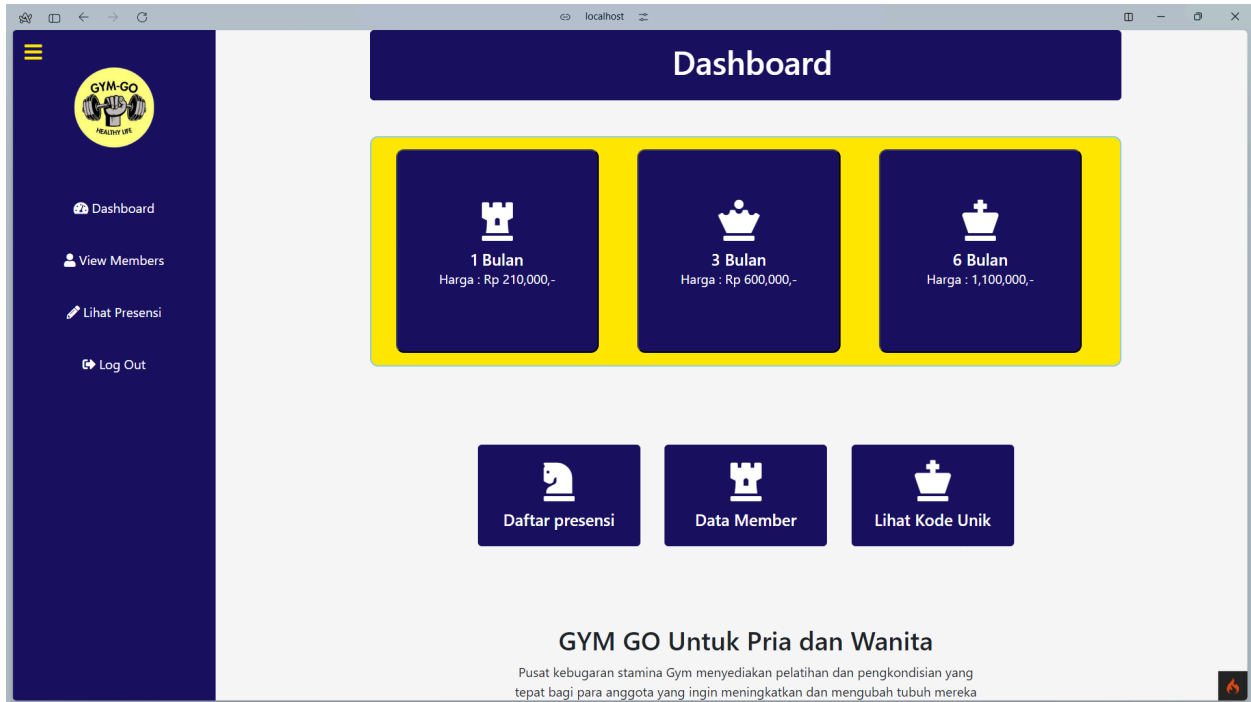 localhost
Dashboard
GYM-GO
HEALTHY LIFE
Dashboard
View Members
Lihat Presensi
Log Out
1 Bulan
Harga : Rp 210,000,-
3 Bulan
Harga : Rp 600,000,-
6 Bulan
Harga : 1,100,000,-
Daftar presensi
Data Member
Lihat Kode Unik
GYM GO Untuk Pria dan Wanita
Pusat kebugaran stamina Gym menyediakan pelatihan dan pengkondisian yang
tepat bagi para anggota yang ingin meningkatkan dan mengubah tubuh mereka